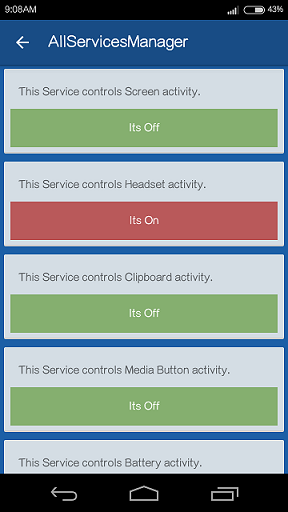 9:08AM
43%
AllServicesManager
This Service controls Screen activity.
Its Off
This Service controls Headset activity.
Its On
This Service controls Clipboard activity.
Its Off
This Service controls Media Button activity.
Its Off
This Service controls Battery activity.